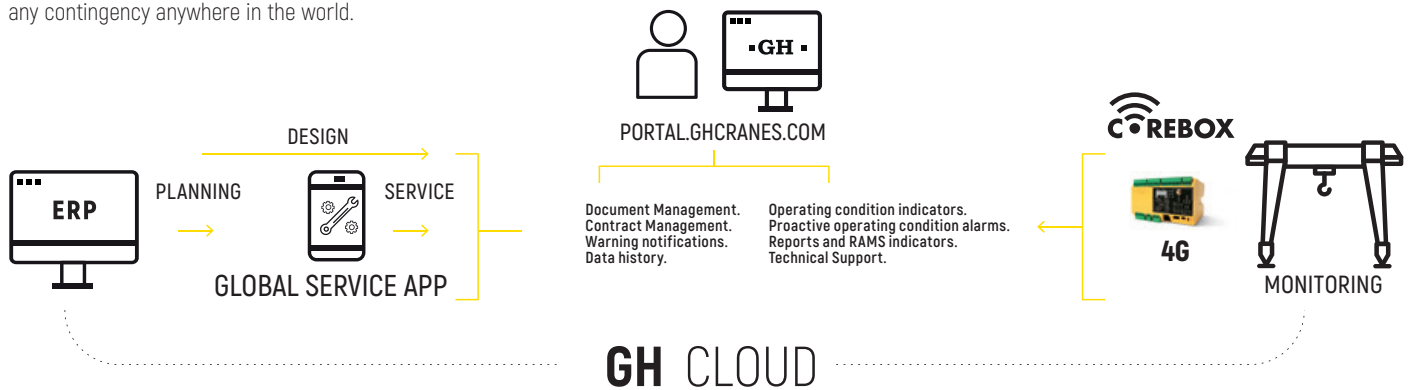 any contingency anywhere in the world.
GH
PORTAL.GHCRANES.COM
COREBOX
DESIGN
ERP
PLANNING
SERVICE
GLOBAL SERVICE APP
Document Management.
Contract Management.
Warning notifications.
Data history.
Operating condition indicators.
Proactive operating condition alarms.
Reports and RAMS indicators.
Technical Support.
4G
MONITORING
GH CLOUD